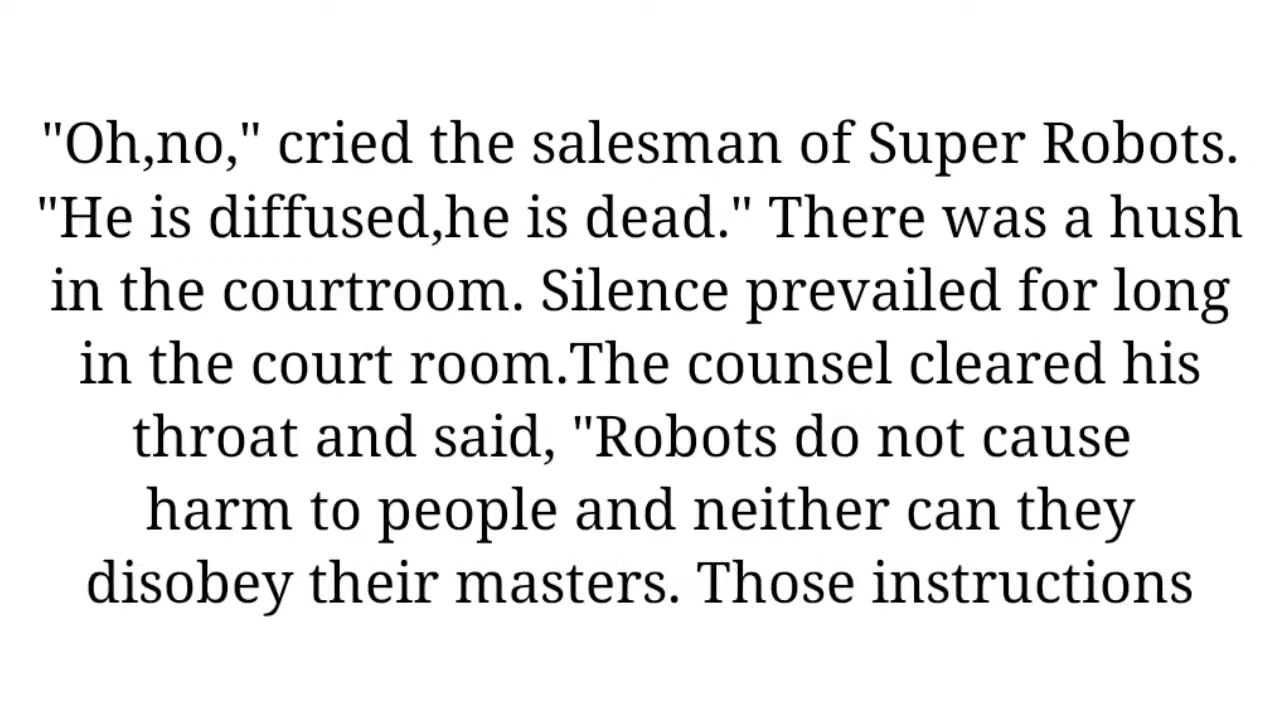 "Oh,no," cried the salesman of Super Robots.
"He is diffused,he is dead." There was a hush
in the courtroom. Silence prevailed for long
in the court room.The counsel cleared his
throat and said, "Robots do not cause
harm to people and neither can they
disobey their masters. Those instructions